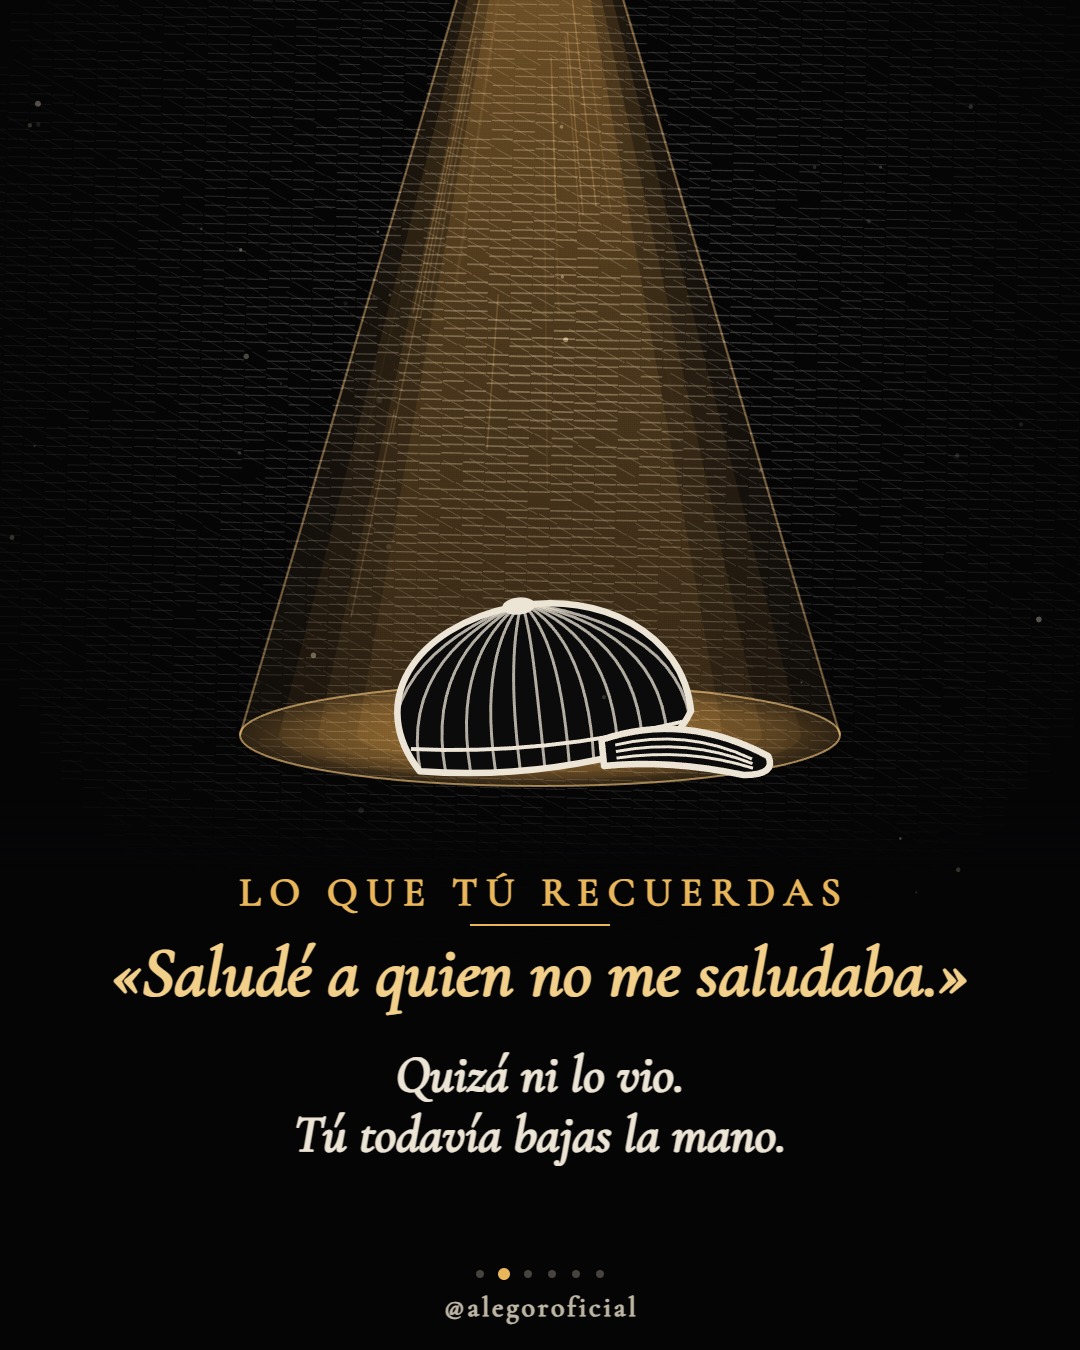 LO QUE TÚ RECUERDAS
«Saludé a quien no me saludaba.»
Quizá ni lo vio.
Tú todavía bajas la mano.
@alegoroficial